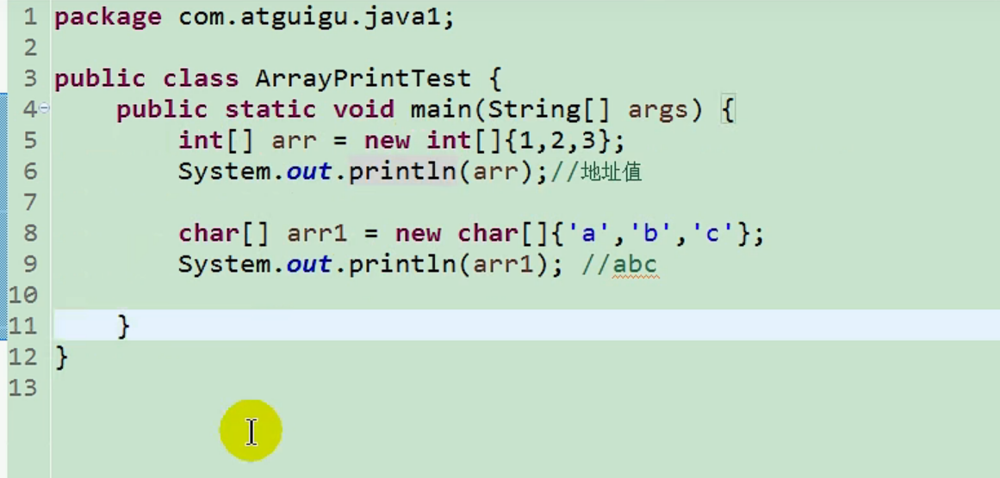 1 package com.atguigu.java1;
2
3 public class ArrayPrintTest {
4 public static void main(String[] args) {
5 int[] arr = new int[]{1,2,3};
6 System.out.println(arr);//地址值
7
8 char[] arr1 = new char[]{'a','b','c'};
9 System.out.println(arr1); //abc
10
11 }
12 }
13